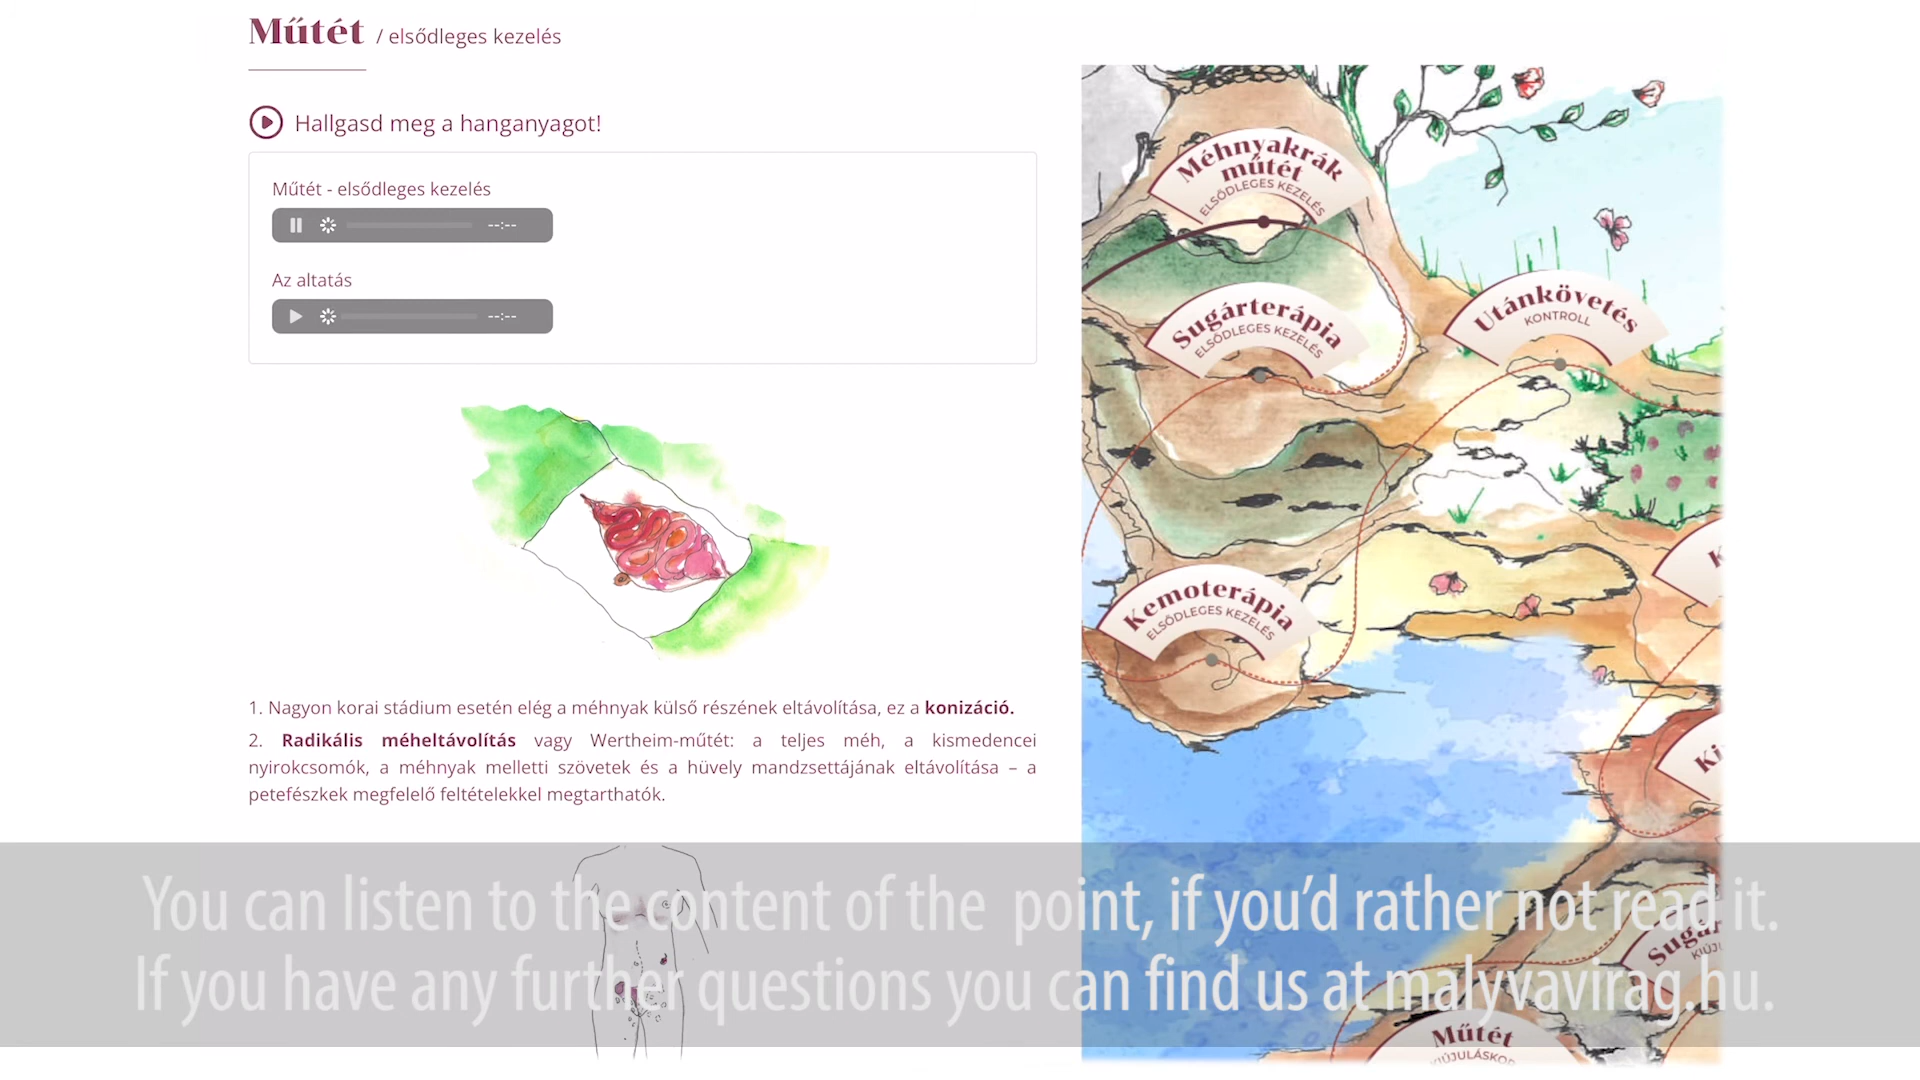 Műtét / elsődleges kezelés
Hallgasd meg a hanganyagot!
Műtét - elsődleges kezelés
--:--
Az altatás
--:--
1. Nagyon korai stádium esetén elég a méhnyak külső részének eltávolítása, ez a konizáció.
2. Radikális méheltávolítás vagy Wertheim-műtét: a teljes méh, a kismedencei
nyirokcsomók, a méhnyak melletti szövetek és a hüvely mandzsettájának eltávolítása – a
petefészkek megfelelő feltételekkel megtarthatók.
Méhnyakrák
műtét
ELSŐDLEGES KEZELÉS
Sugárterápia
ELSŐDLEGES KEZELÉS
Utánkövetés
KONTROLL
Kemoterápia
ELSŐDLEGES KEZELÉS
Műtét
You can listen to the content of the point, if you’d rather not read it.
If you have any further questions you can find us at malyvavirag.hu.